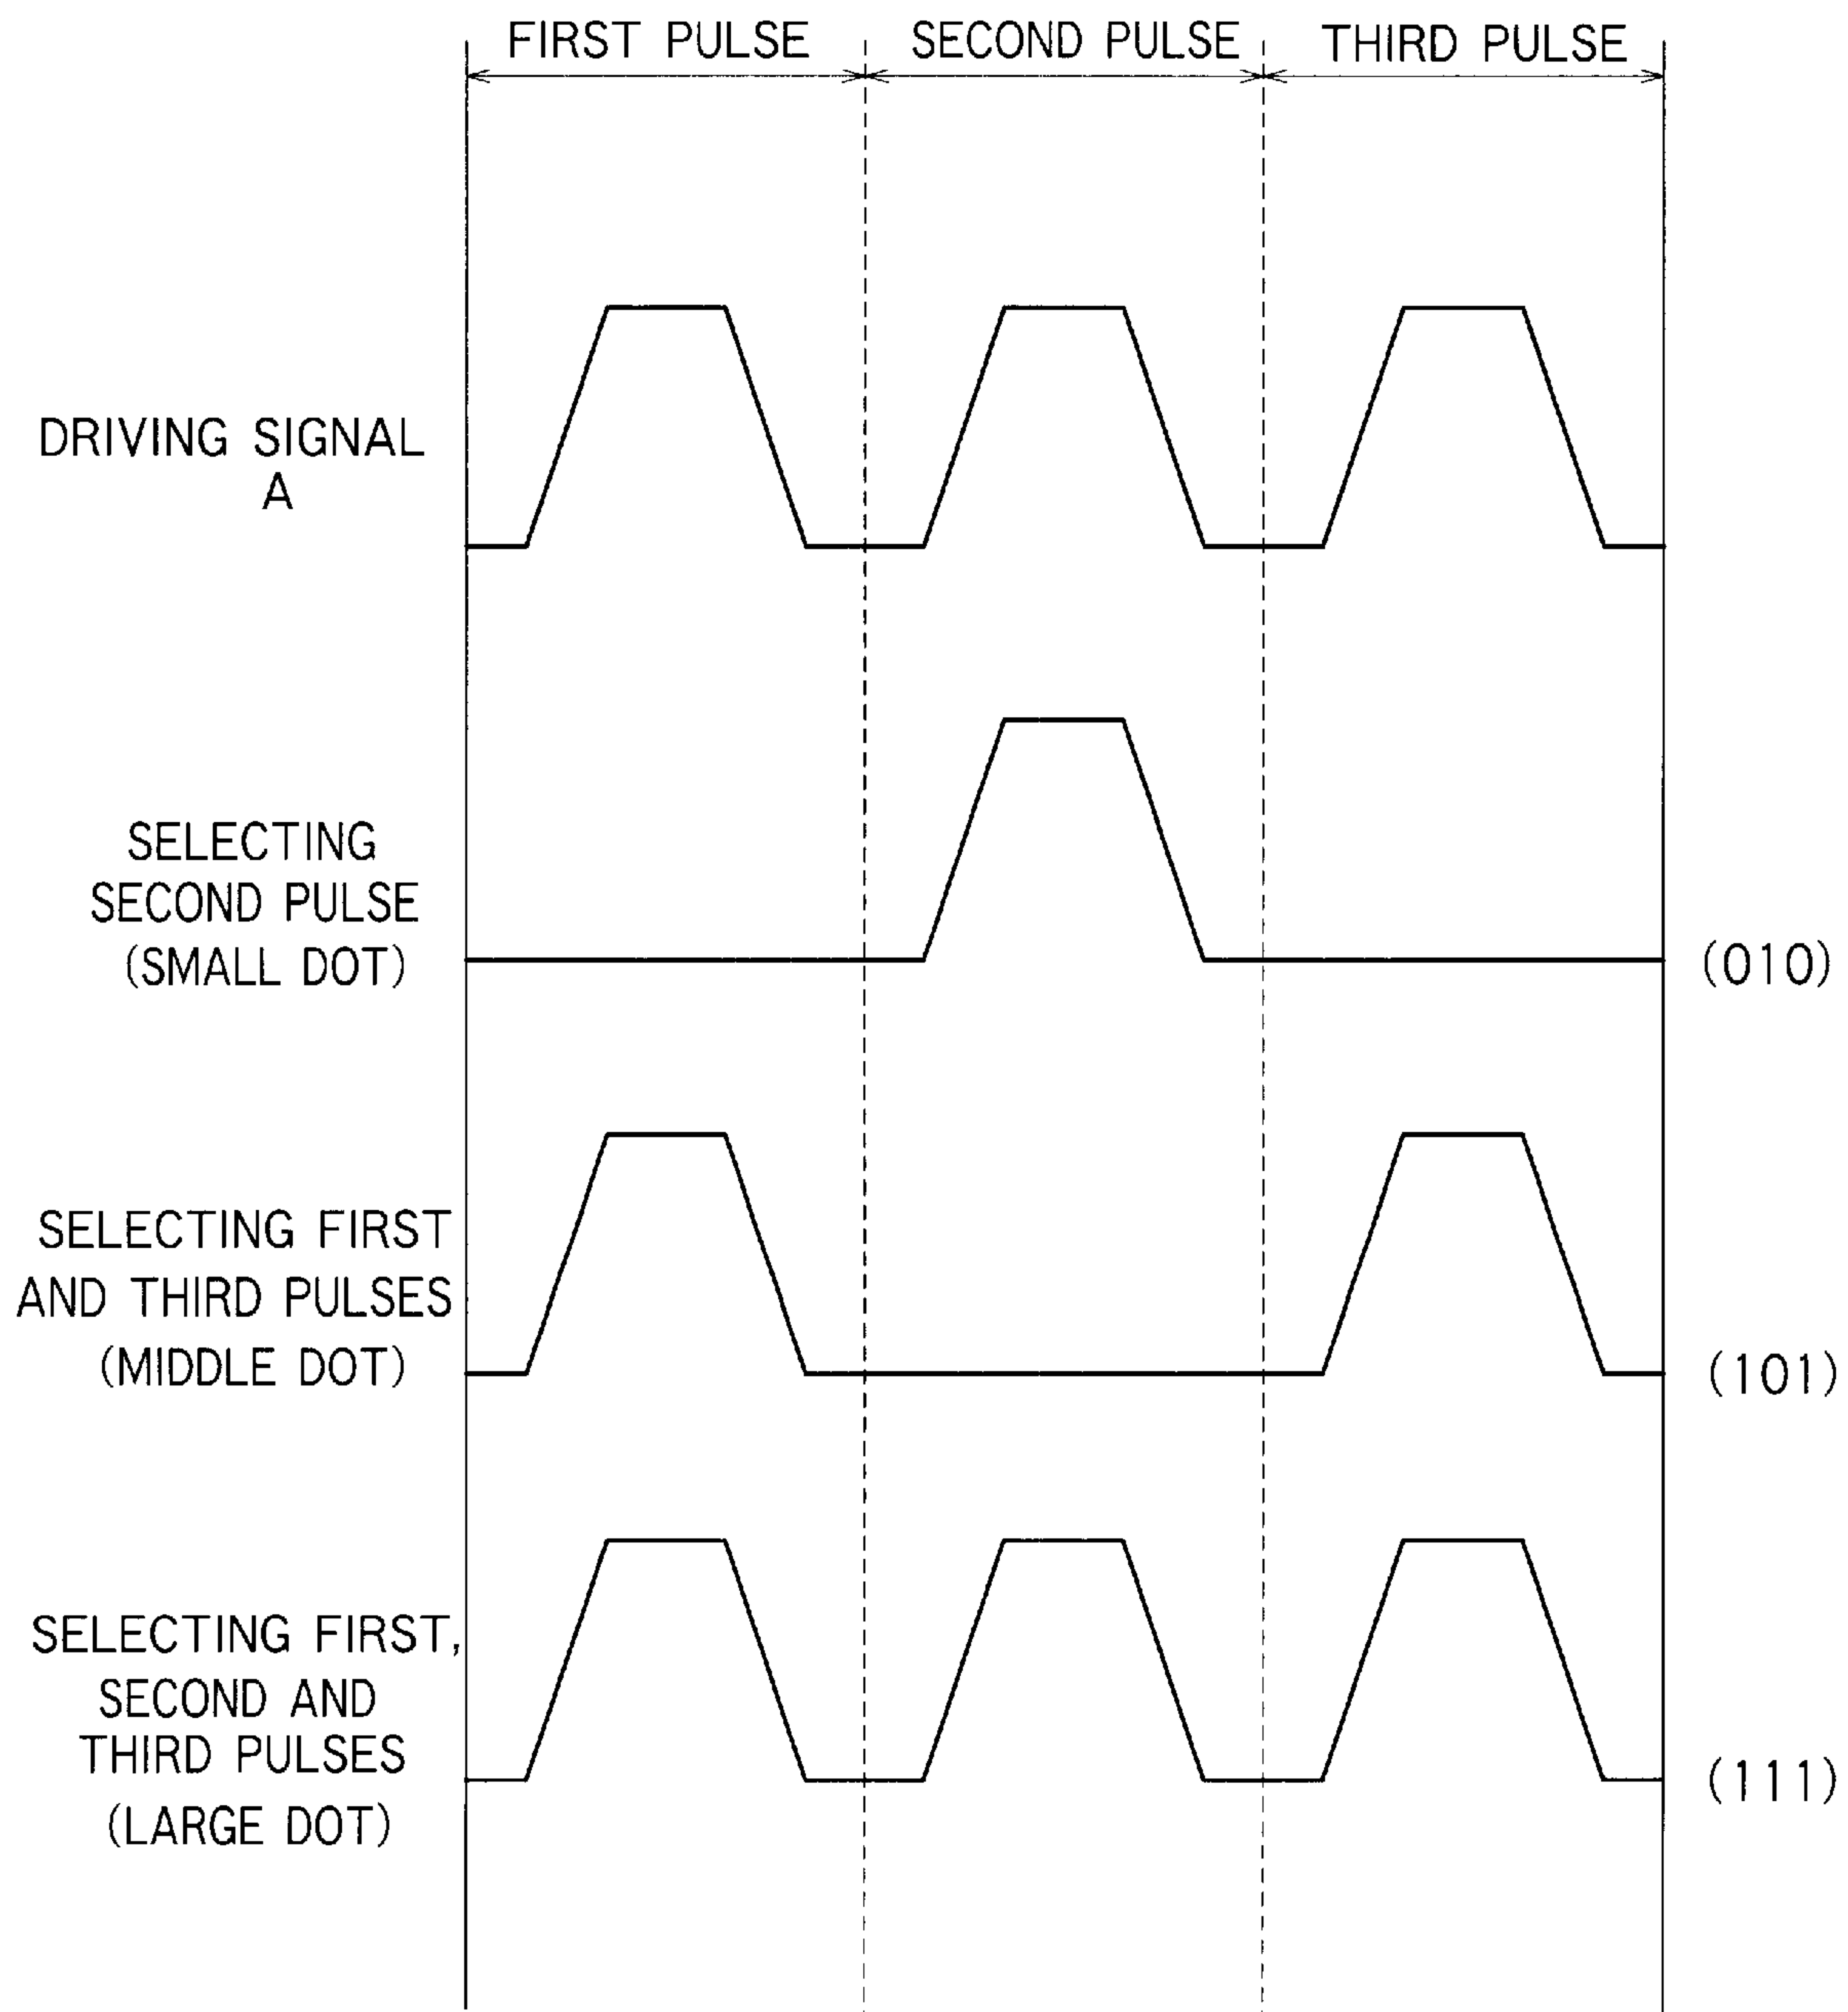 FIRST PULSE
SECOND PULSE
THIRD PULSE
DRIVING SIGNAL
A
SELECTING
SECOND PULSE
(SMALL DOT)
(010)
SELECTING FIRST
AND THIRD PULSES
(MIDDLE DOT)
(101)
SELECTING FIRST,
SECOND AND
THIRD PULSES
(LARGE DOT)
(111)